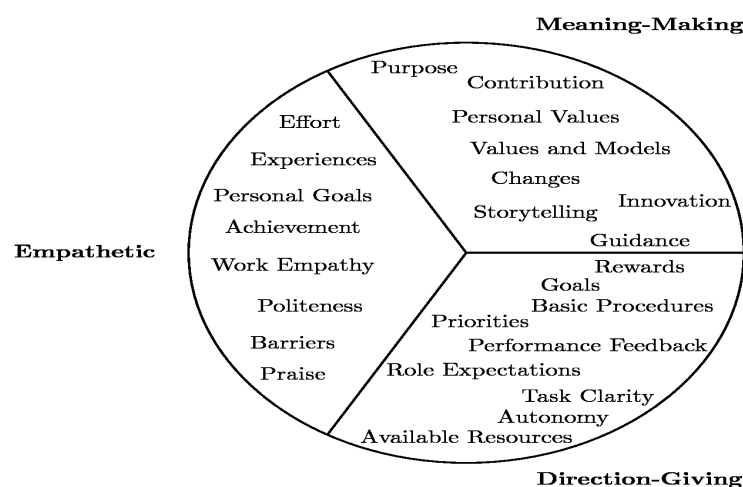 Meaning-Making
Purpose
Contribution
Personal Values
Values and Models
Changes
Innovation
Storytelling
Guidance
Effort
Experiences
Personal Goals
Achievement
Empathetic
Work Empathy
Politeness
Barriers
Praise
Rewards
Goals
Basic Procedures
Priorities
Performance Feedback
Role Expectations
Task Clarity
Autonomy
Available Resources
Direction-Giving